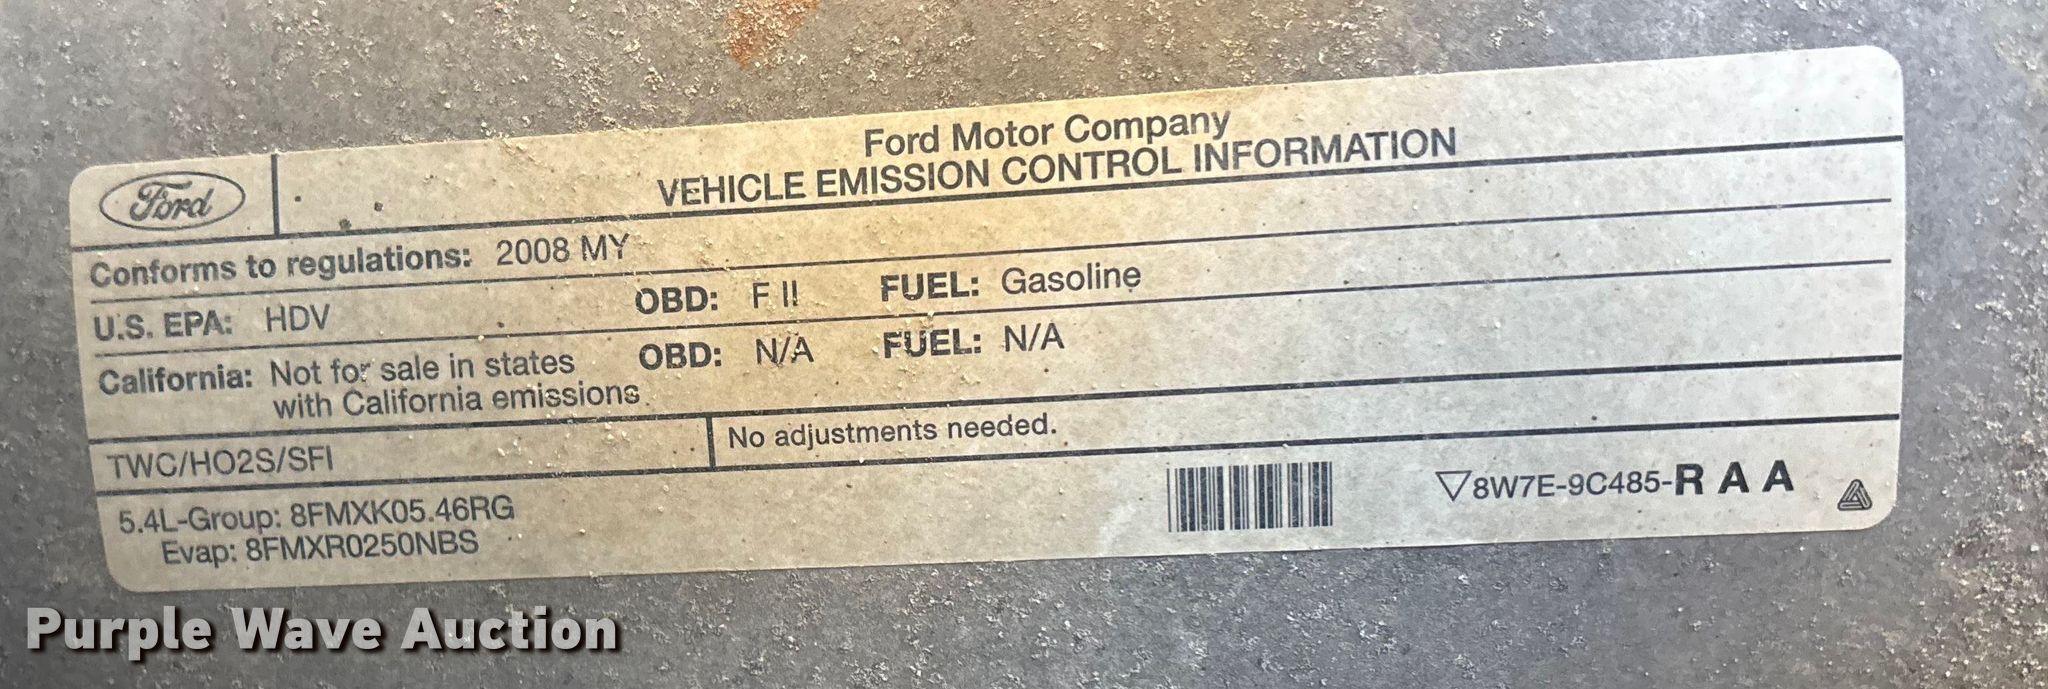 Ford Motor Company
VEHICLE EMISSION CONTROL INFORMATION
Ford
Conforms to regulations: 2008 MY
U.S. EPA: HDV OBD: F II FUEL: Gasoline
California: Not for sale in states OBD: N/A FUEL: N/A
with California emissions.
TWC/HO2S/SFI No adjustments needed.
5.4L-Group: 8FMXK05.46RG
Evap: 8FMXR0250NBS
8W7E-9C485-R A A
Purple Wave Auction